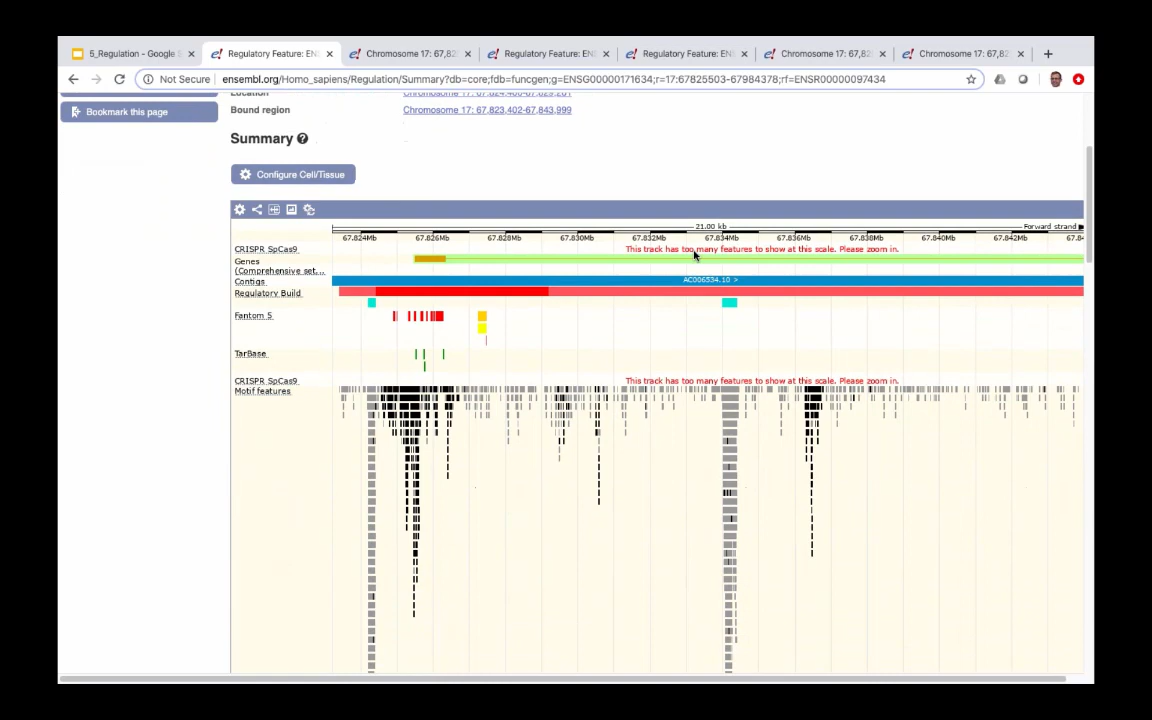 5_Regulation - Google
Regulatory Feature: EN
Chromosome 17: 67,82
Regulatory Feature: EN
Regulatory Feature: EN
Chromosome 17: 67,82
Chromosome 17: 67,82
Not Secure
ensembl.org/Homo_sapiens/Regulation/Summary?db=core;fdb=funcgen;g=ENSG00000171634;r=17:67825503-67984378;rf=ENSR00000097434
Location
Bookmark this page
Bound region
Chromosome 17: 67,823,402-67,843,999
Summary
Configure Cell/Tissue
21.00 kb
Forward strand
67.824Mb 67.826Mb 67.828Mb 67.830Mb 67.832Mb 67.834Mb 67.836Mb 67.838Mb 67.840Mb 67.842Mb 67.84
CRISPR SpCas9
This track has too many features to show at this scale. Please zoom in.
Genes
(Comprehensive set...
Contigs
AC006534.10 >
Regulatory Build
Fantom 5
TarBase
CRISPR SpCas9
This track has too many features to show at this scale. Please zoom in.
Motif features